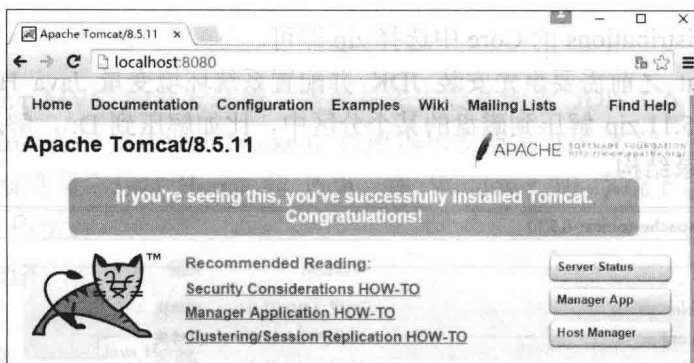 Apache Tomcat/8.5.11
localhost:8080
Home Documentation Configuration Examples Wiki Mailing Lists Find Help
Apache Tomcat/8.5.11
APACHE SOFTWARE FOUNDATION
If you're seeing this, you've successfully installed Tomcat.
Congratulations!
TM
Recommended Reading:
Security Considerations HOW-TO
Manager Application HOW-TO
Clustering/Session Replication HOW-TO
Server Status
Manager App
Host Manager